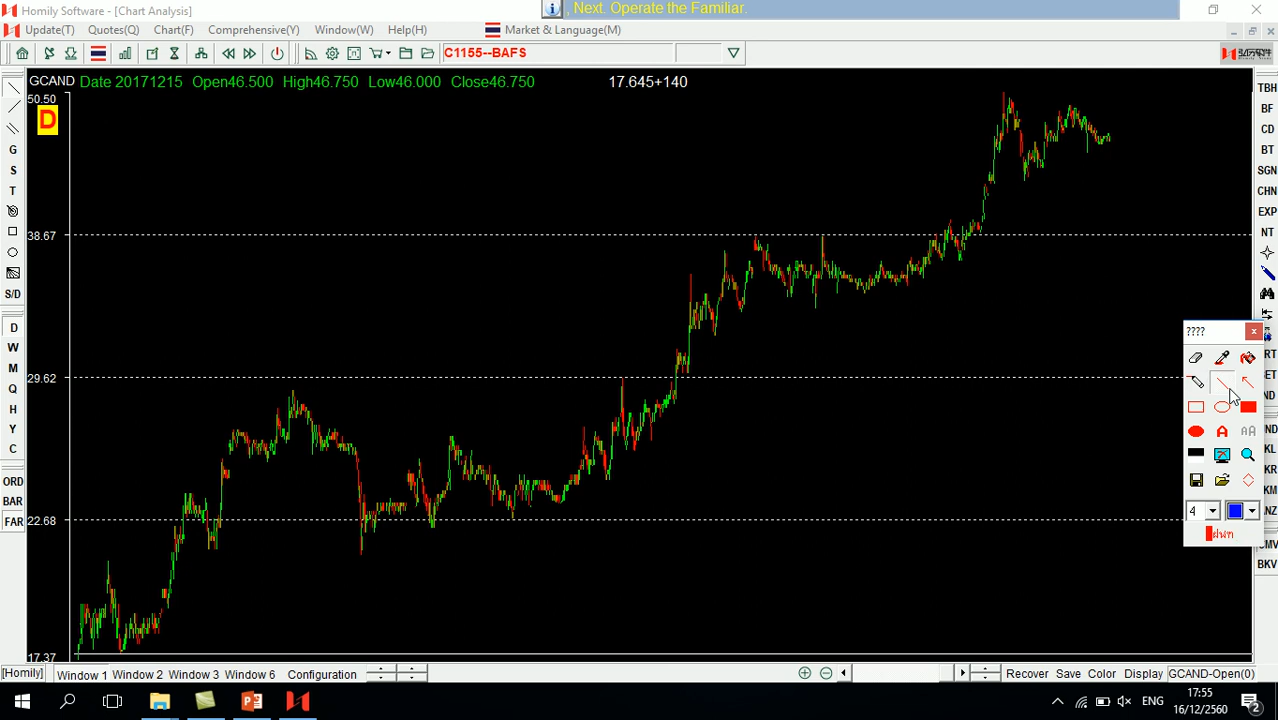 Homily Software - [Chart Analysis]
, Next. Operate the Familiar.
Update(T) Quotes(Q) Chart(F) Comprehensive(Y) Window(W) Help(H) Market & Language(M)
C1155--BAFS
GCAND Date 20171215 Open46.500 High46.750 Low46.000 Close46.750 17.645+140
50.50
D
38.67
29.62
22.68
17.37
G
S
T
S/D
D
W
M
Q
H
Y
C
ORD
BAR
FAR
TBH
BF
CD
BT
SGN
CHN
EXP
NT
????
x
A
AA
4
BKV
[Homily] Window 1 Window 2 Window 3 Window 6 Configuration Recover Save Color Display GCAND-Open(0)
ENG
17:55
16/12/2560
2